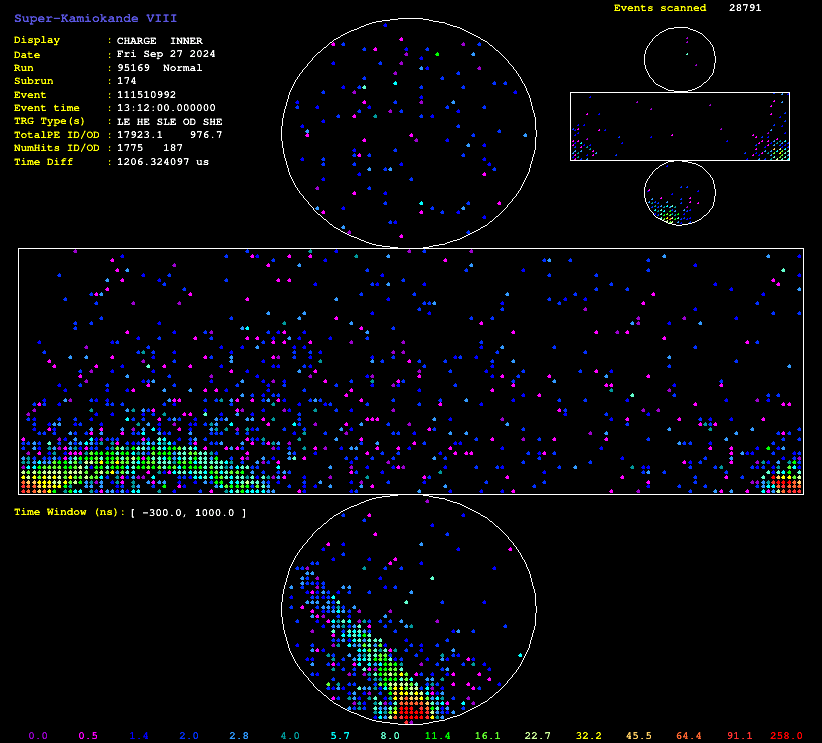 Super-Kamiokande VIII
Events scanned 28791
Display : CHARGE INNER
Date : Fri Sep 27 2024
Run : 95169 Normal
Subrun : 174
Event : 111510992
Event time : 13:12:00.000000
TRG Type(s) : LE HE SLE OD SHE
TotalPE ID/OD : 17923.1 976.7
NumHits ID/OD : 1775 187
Time Diff : 1206.324097 us
Time Window (ns): [ -300.0, 1000.0 ]
0.0 0.5 1.4 2.0 2.8 4.0 5.7 8.0 11.4 16.1 22.7 32.2 45.5 64.4 91.1 258.0